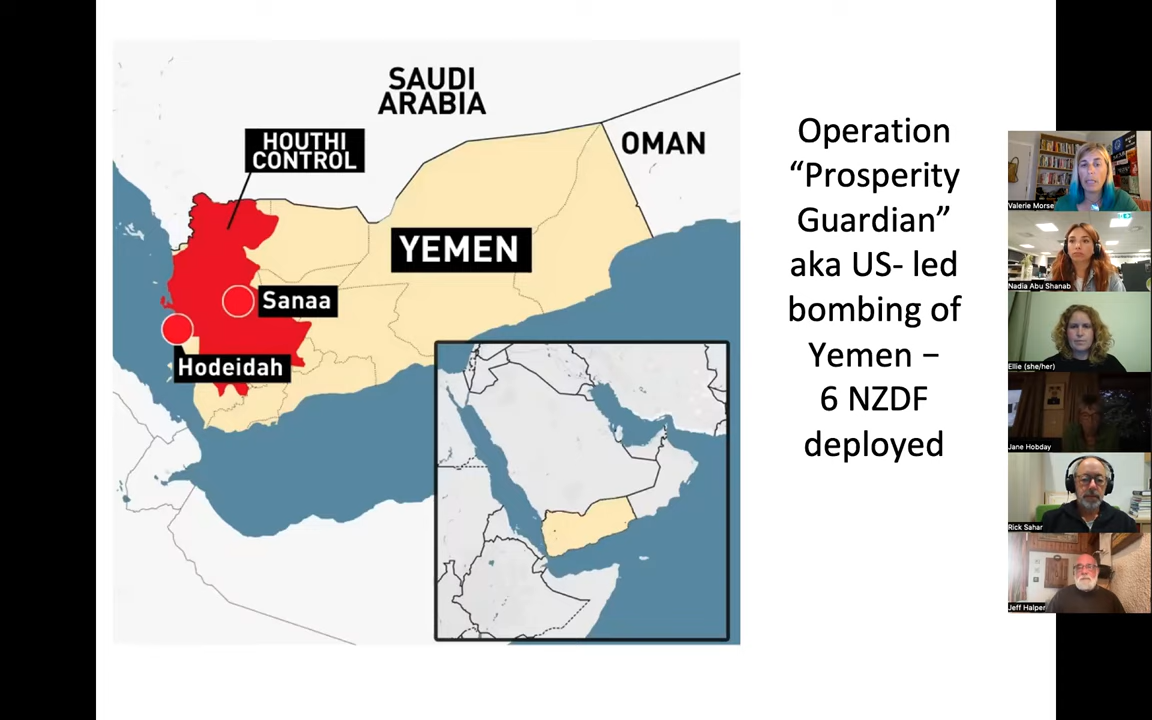 SAUDI
ARABIA
OMAN
HOUTHI
CONTROL
YEMEN
Sanaa
Hodeidah
Operation
“Prosperity
Guardian”
aka US- led
bombing of
Yemen –
6 NZDF
deployed
Valerie Morse
Nadia Abu Shanab
Ellie (she/her)
Jane Hobday
Rick Sahar
Jeff Halper